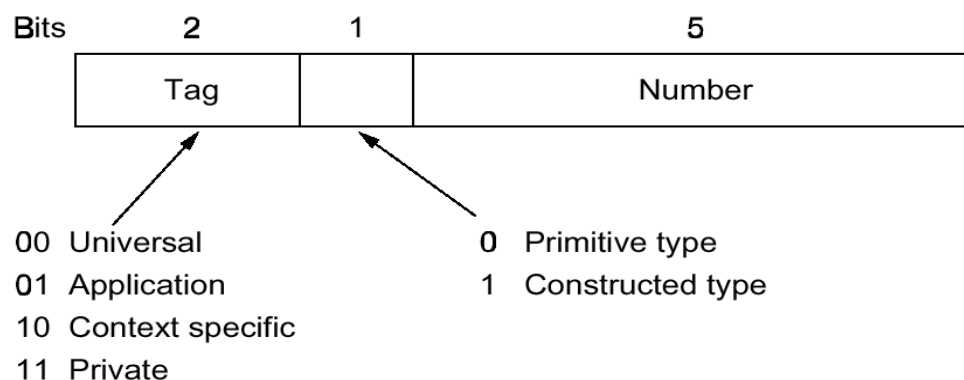 Bits 2 1 5
Tag Number
00 Universal 0 Primitive type
01 Application 1 Constructed type
10 Context specific
11 Private